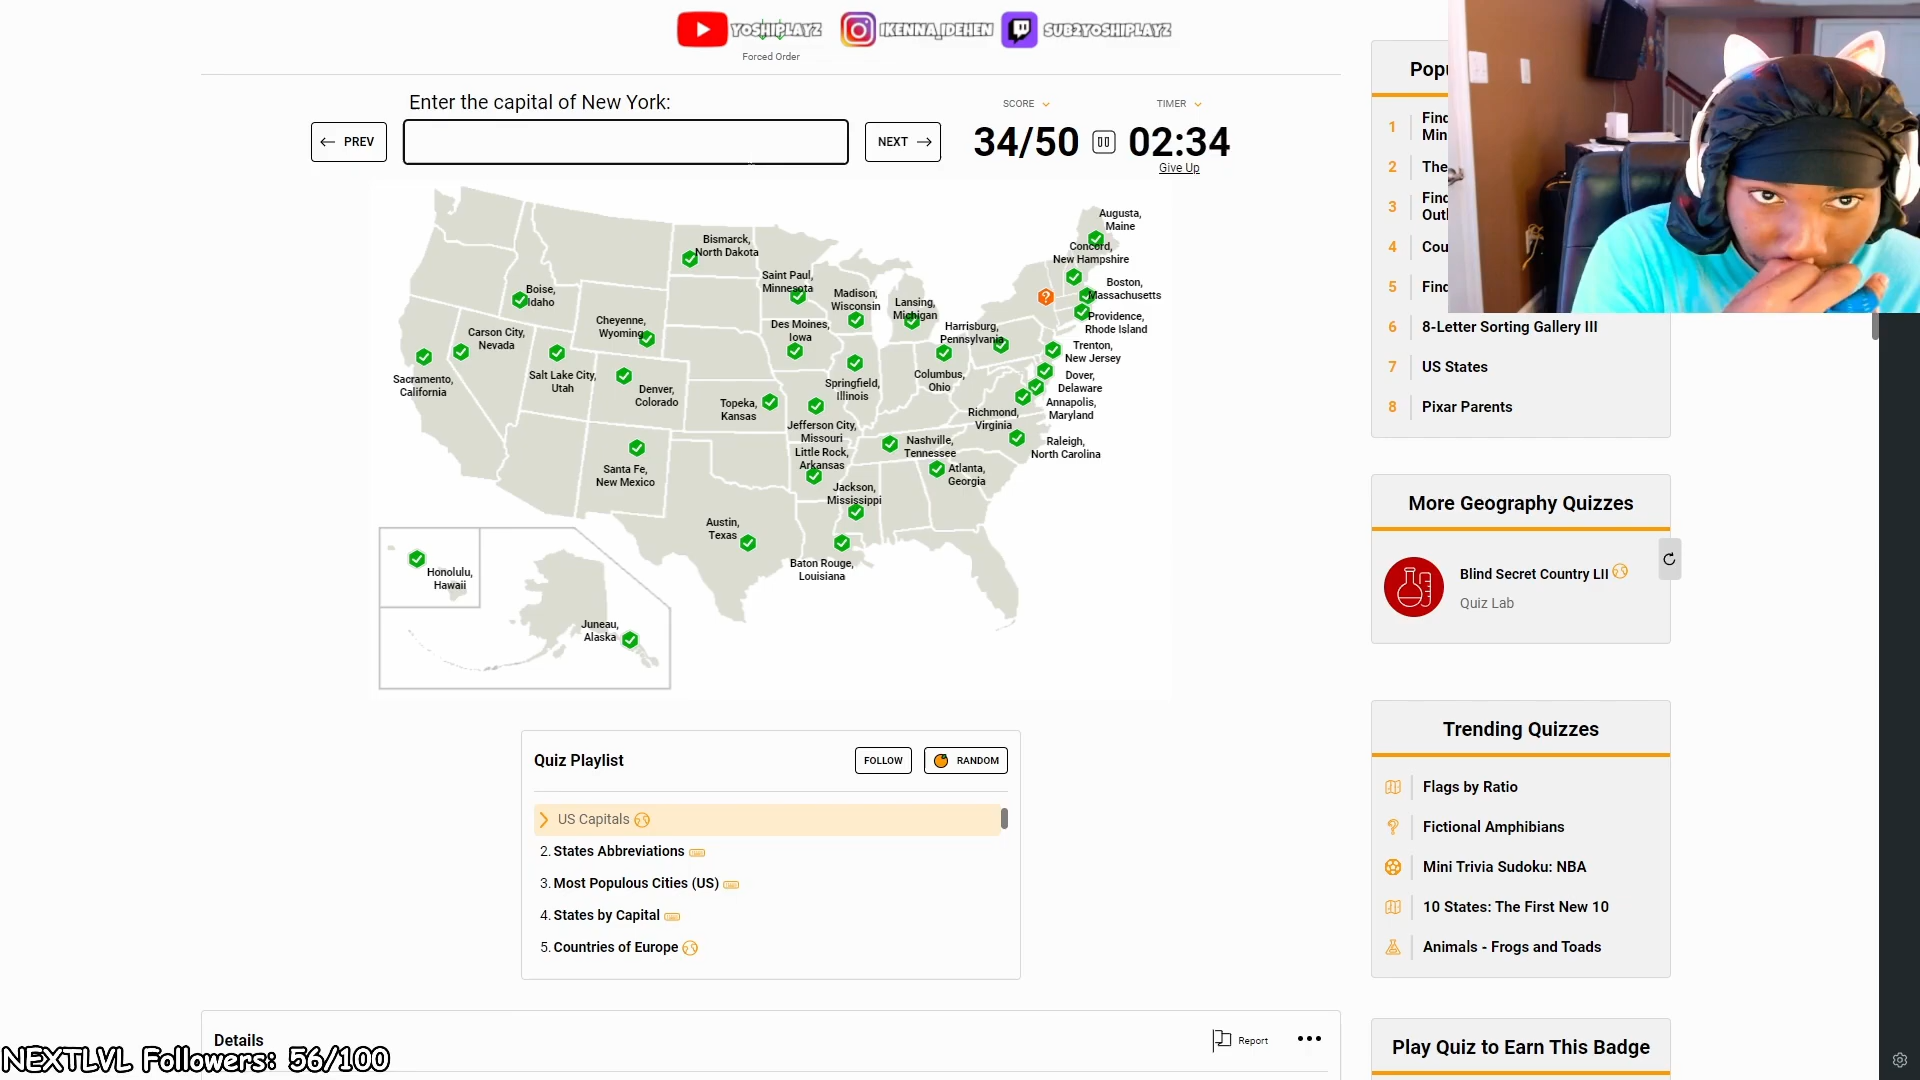 YOSHIPLAYZ
IKENNA_IDEHEN
SUB2YOSHIPLAYZ
Forced Order
Enter the capital of New York:
PREV
NEXT
SCORE
34/50
TIMER
02:34
Give Up
Augusta,
Maine
Concord,
New Hampshire
Bismarck,
North Dakota
Saint Paul,
Minnesota
Boston,
Massachusetts
Boise,
Idaho
Madison,
Wisconsin
Lansing,
Michigan
Providence,
Rhode Island
Cheyenne,
Wyoming
Des Moines,
Iowa
Harrisburg,
Pennsylvania
Carson City,
Nevada
Trenton,
New Jersey
Sacramento,
California
Salt Lake City,
Utah
Denver,
Colorado
Springfield,
Illinois
Columbus,
Ohio
Dover,
Delaware
Topeka,
Kansas
Annapolis,
Maryland
Richmond,
Virginia
Jefferson City,
Missouri
Nashville,
Tennessee
Raleigh,
North Carolina
Little Rock,
Arkansas
Santa Fe,
New Mexico
Atlanta,
Georgia
Jackson,
Mississippi
Austin,
Texas
Baton Rouge,
Louisiana
Honolulu,
Hawaii
Juneau,
Alaska
?
Quiz Playlist
FOLLOW
RANDOM
US Capitals
2. States Abbreviations
3. Most Populous Cities (US)
4. States by Capital
5. Countries of Europe
Details
Report
NEXTLVL Followers: 56/100
Popu
1 Find
Min
2 The
3 Find
Outl
4 Cou
5 Find
6 8-Letter Sorting Gallery III
7 US States
8 Pixar Parents
More Geography Quizzes
Blind Secret Country LII
Quiz Lab
Trending Quizzes
Flags by Ratio
Fictional Amphibians
Mini Trivia Sudoku: NBA
10 States: The First New 10
Animals - Frogs and Toads
Play Quiz to Earn This Badge